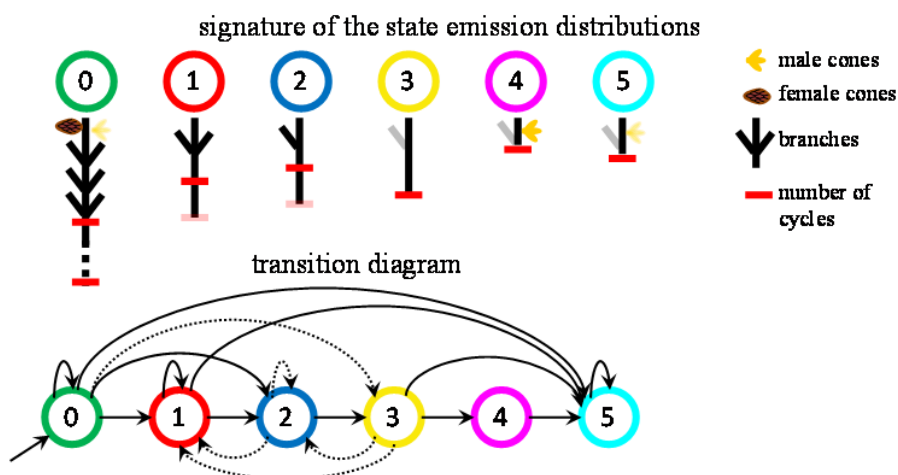 signature of the state emission distributions
0 1 2 3 4 5
male cones
female cones
branches
number of
cycles
transition diagram
0 1 2 3 4 5